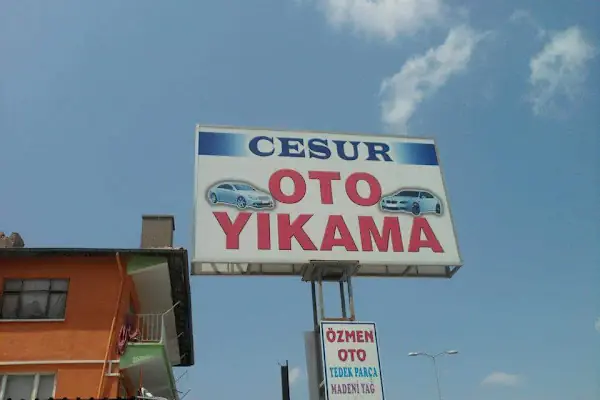 CESUR
OTO
YIKAMA
ÖZMEN
OTO
TEDEK PARÇA
MADENİ YAĞ